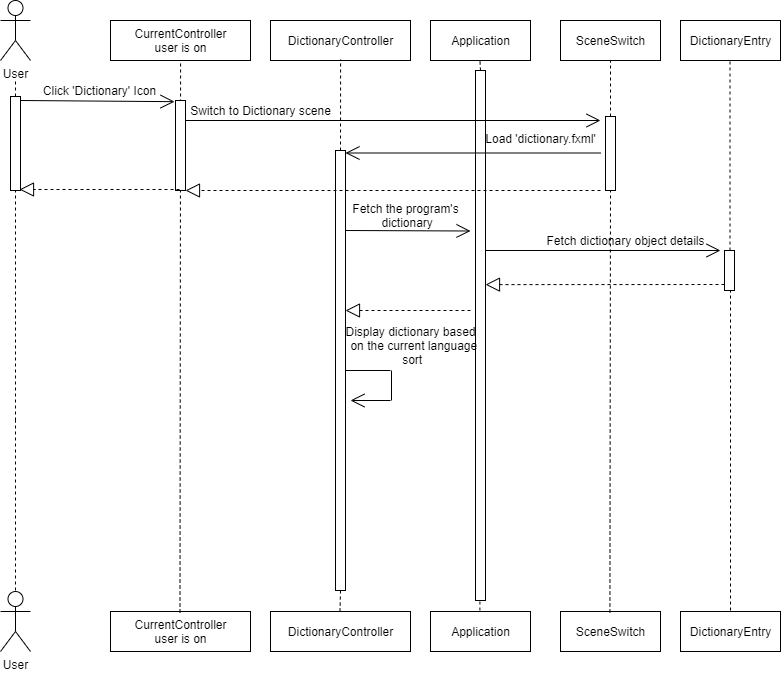 User
CurrentController
user is on
DictionaryController
Application
SceneSwitch
DictionaryEntry
Click 'Dictionary' Icon
Switch to Dictionary scene
Load 'dictionary.fxml'
Fetch the program's
dictionary
Fetch dictionary object details
Display dictionary based
on the current language
sort
User
CurrentController
user is on
DictionaryController
Application
SceneSwitch
DictionaryEntry